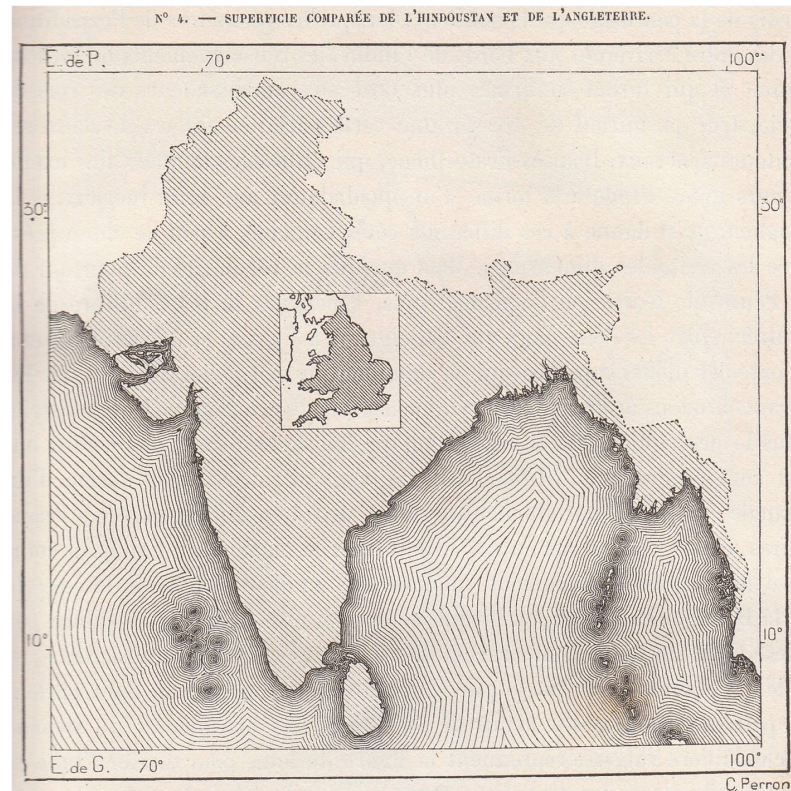 N° 4. — SUPERFICIE COMPARÉE DE L'HINDOUSTAN ET DE L'ANGLETERRE.
E. de P. 70° 100°
30° 30°
10° 10°
E. de G. 70° 100°
C. Perron